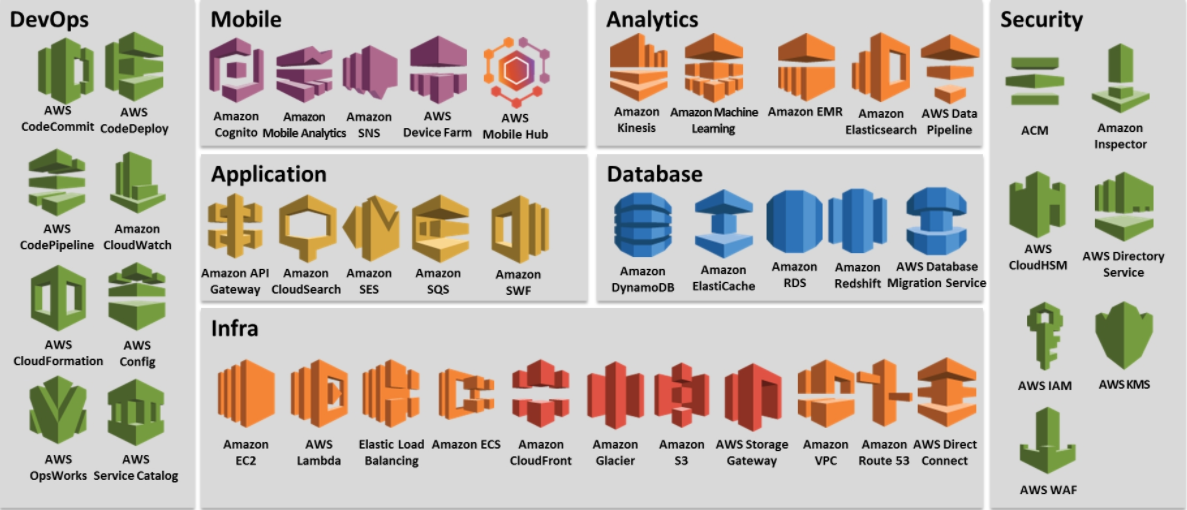 DevOps
AWS
CodeCommit
AWS
CodeDeploy
AWS
CodePipeline
Amazon
CloudWatch
AWS
CloudFormation
AWS
Config
AWS
OpsWorks
AWS
Service Catalog
Mobile
Amazon
Cognito
Amazon
Mobile Analytics
Amazon
SNS
AWS
Device Farm
AWS
Mobile Hub
Application
Amazon API
Gateway
Amazon
CloudSearch
Amazon
SES
Amazon
SQS
Amazon
SWF
Analytics
Amazon
Kinesis
Amazon Machine
Learning
Amazon EMR
Amazon
Elasticsearch
AWS Data
Pipeline
Database
Amazon
DynamoDB
Amazon
ElastiCache
Amazon
RDS
Amazon
Redshift
AWS Database
Migration Service
Infra
Amazon
EC2
AWS
Lambda
Elastic Load
Balancing
Amazon ECS
Amazon
CloudFront
Amazon
Glacier
Amazon
S3
AWS Storage
Gateway
Amazon
VPC
Amazon
Route 53
AWS Direct
Connect
Security
ACM
Amazon
Inspector
AWS
CloudHSM
AWS Directory
Service
AWS IAM
AWS KMS
AWS WAF